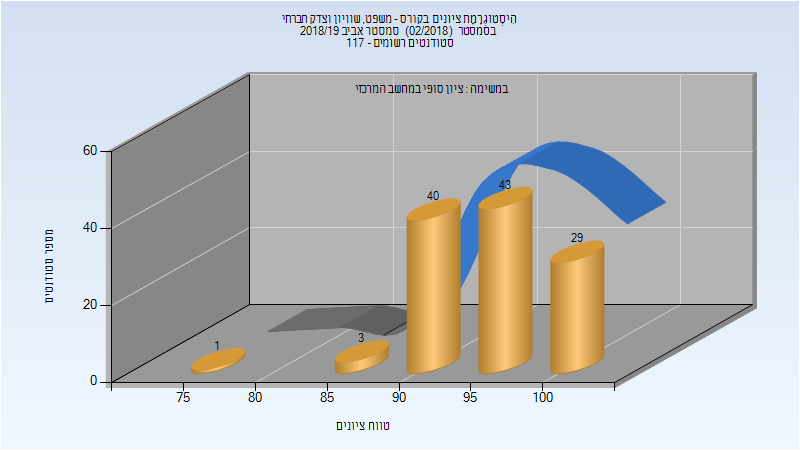 היסטוגרמת ציונים בקורס - משפט, שוויון וצדק חברתי
בסמסטר (02/2018) סמסטר אביב 2018/19
סטודנטים רשומים - 117
במשימה : ציון סופי במחשב המרכזי
60
40
20
0
מספר סטודנטים
1
3
40
43
29
75
80
85
90
95
100
טווח ציונים